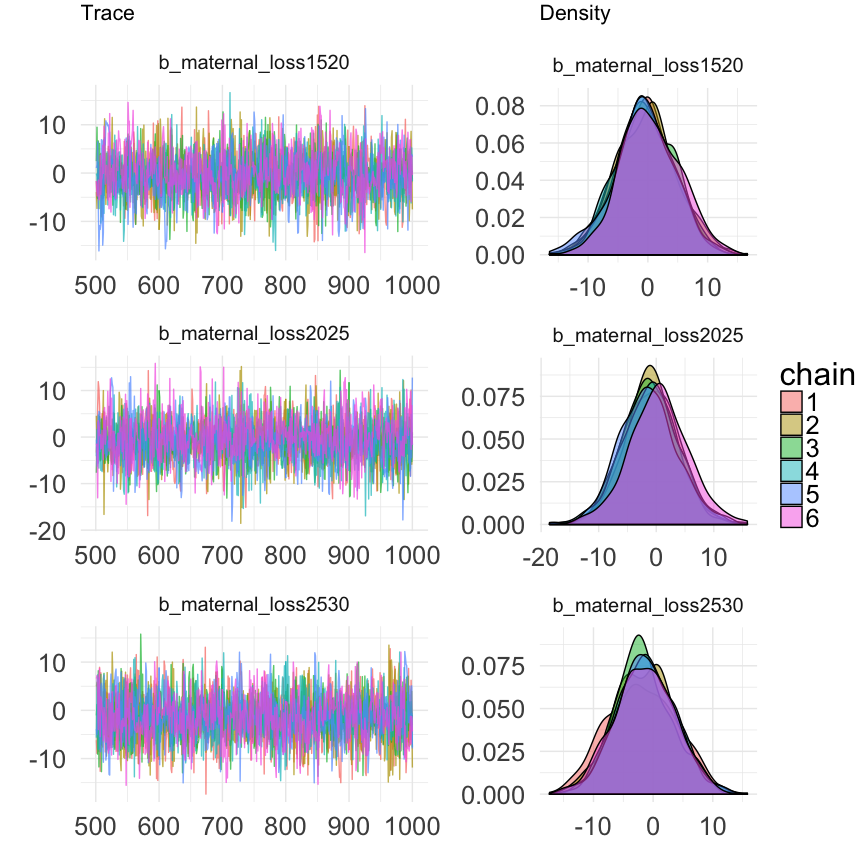 Trace
Density
b_maternal_loss1520
b_maternal_loss1520
10
0
-10
500 600 700 800 900 1000
0.08
0.06
0.04
0.02
0.00
-10 0 10
b_maternal_loss2025
b_maternal_loss2025
10
0
-10
-20
500 600 700 800 900 1000
0.075
0.050
0.025
0.000
-20 -10 0 10
b_maternal_loss2530
b_maternal_loss2530
10
0
-10
500 600 700 800 900 1000
0.075
0.050
0.025
0.000
-10 0 10
chain
1
2
3
4
5
6